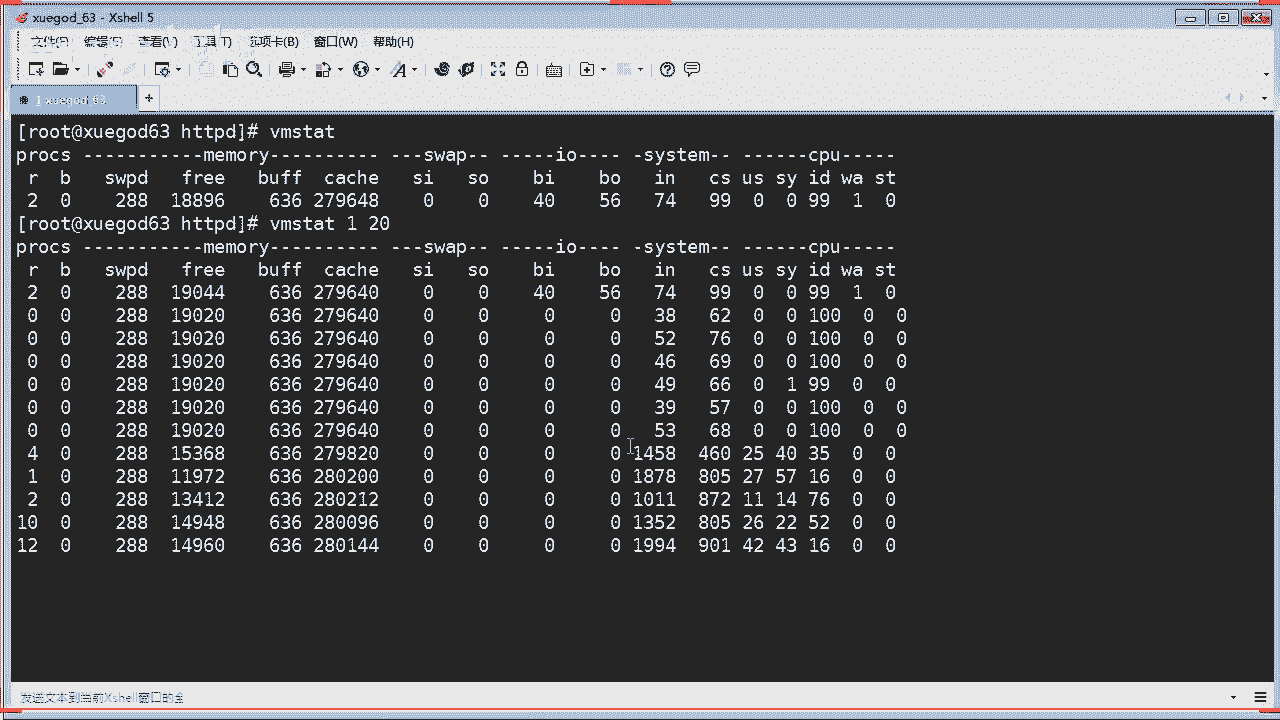 xuegod_63 - Xshell 5
文件(F) 编辑(E) 查看(V) 工具(T) 选项卡(B) 窗口(W) 帮助(H)
1 xuegod_63 +
[root@xuegod63 httpd]# vmstat
procs -----------memory---------- ---swap-- -----io---- -system-- ------cpu-----
 r  b   swpd   free   buff  cache   si   so    bi    bo   in   cs us sy id wa st
 2  0    288  18896    636 279648    0    0    40    56   74   99  0  0 99  1  0
[root@xuegod63 httpd]# vmstat 1 20
procs -----------memory---------- ---swap-- -----io---- -system-- ------cpu-----
 r  b   swpd   free   buff  cache   si   so    bi    bo   in   cs us sy id wa st
 2  0    288  19044    636 279640    0    0    40    56   74   99  0  0 99  1  0
 0  0    288  19020    636 279640    0    0     0     0   38   62  0  0 100  0  0
 0  0    288  19020    636 279640    0    0     0     0   52   76  0  0 100  0  0
 0  0    288  19020    636 279640    0    0     0     0   46   69  0  0 100  0  0
 0  0    288  19020    636 279640    0    0     0     0   49   66  0  1 99  0  0
 0  0    288  19020    636 279640    0    0     0     0   39   57  0  0 100  0  0
 0  0    288  19020    636 279640    0    0     0     0   53   68  0  0 100  0  0
 4  0    288  15368    636 279820    0    0     0     0 1458  460 25 40 35  0  0
 1  0    288  11972    636 280200    0    0     0     0 1878  805 27 57 16  0  0
 2  0    288  13412    636 280212    0    0     0     0 1011  872 11 14 76  0  0
10  0    288  14948    636 280096    0    0     0     0 1352  805 26 22 52  0  0
12  0    288  14960    636 280144    0    0     0     0 1994  901 42 43 16  0  0
发送文本到当前Xshell窗口的全